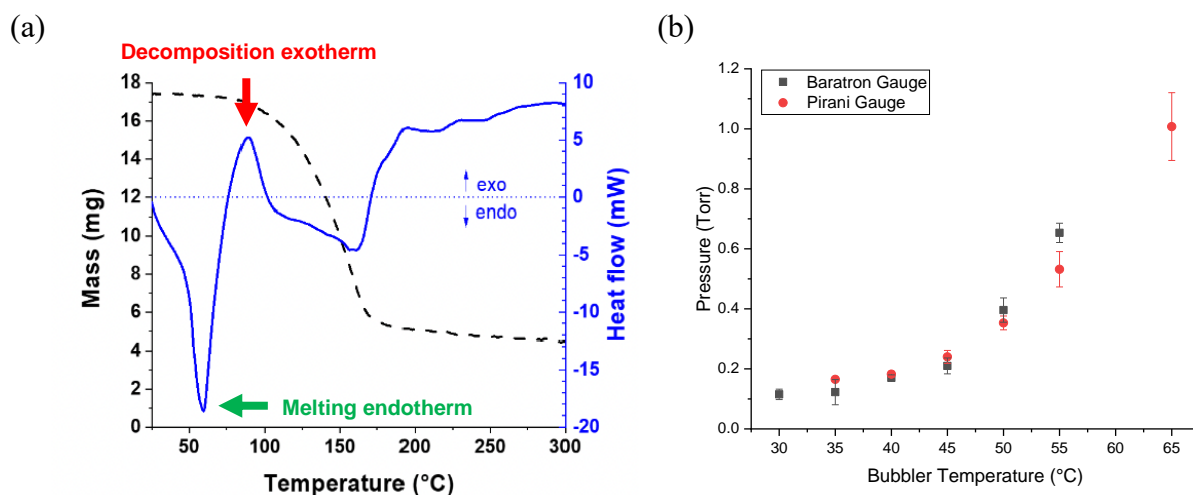 (a)
Decomposition exotherm
18
16
14
12
10
8
6
4
2
0
Mass (mg)
50
100
150
200
250
300
Temperature (°C)
10
5
0
-5
-10
-15
-20
Heat flow (mW)
exo
endo
Melting endotherm
(b)
Baratron Gauge
Pirani Gauge
1.2
1.0
0.8
0.6
0.4
0.2
0.0
Pressure (Torr)
30
35
40
45
50
55
60
65
Bubbler Temperature (°C)